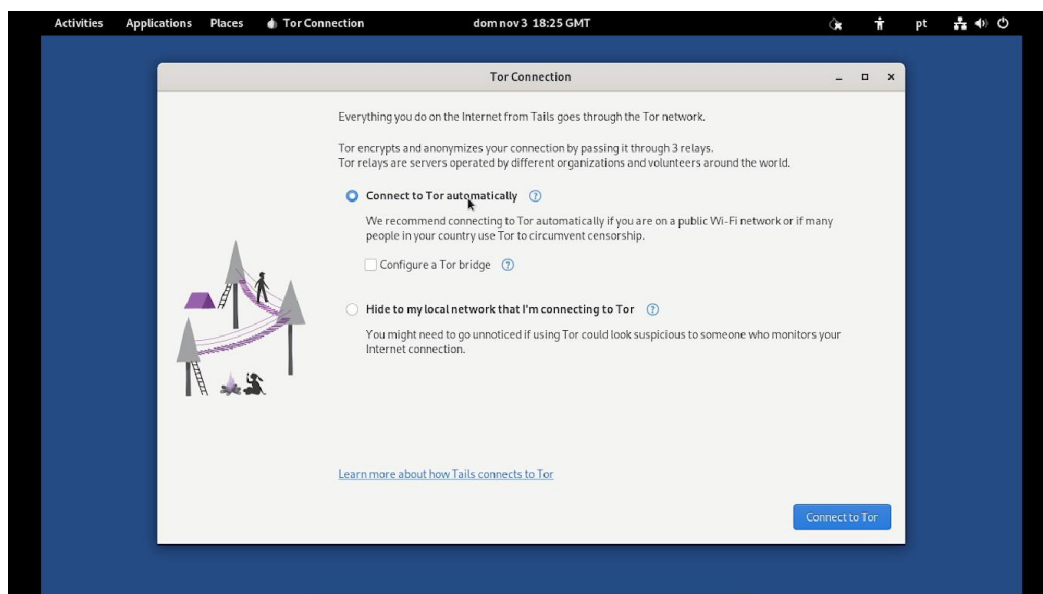 Activities Applications Places Tor Connection dom nov 3 18:25 GMT pt
Tor Connection
Everything you do on the Internet from Tails goes through the Tor network.
Tor encrypts and anonymizes your connection by passing it through 3 relays.
Tor relays are servers operated by different organizations and volunteers around the world.
Connect to Tor automatically ?
We recommend connecting to Tor automatically if you are on a public Wi-Fi network or if many
people in your country use Tor to circumvent censorship.
Configure a Tor bridge ?
Hide to my local network that I'm connecting to Tor ?
You might need to go unnoticed if using Tor could look suspicious to someone who monitors your
Internet connection.
Learn more about how Tails connects to Tor
Connect to Tor